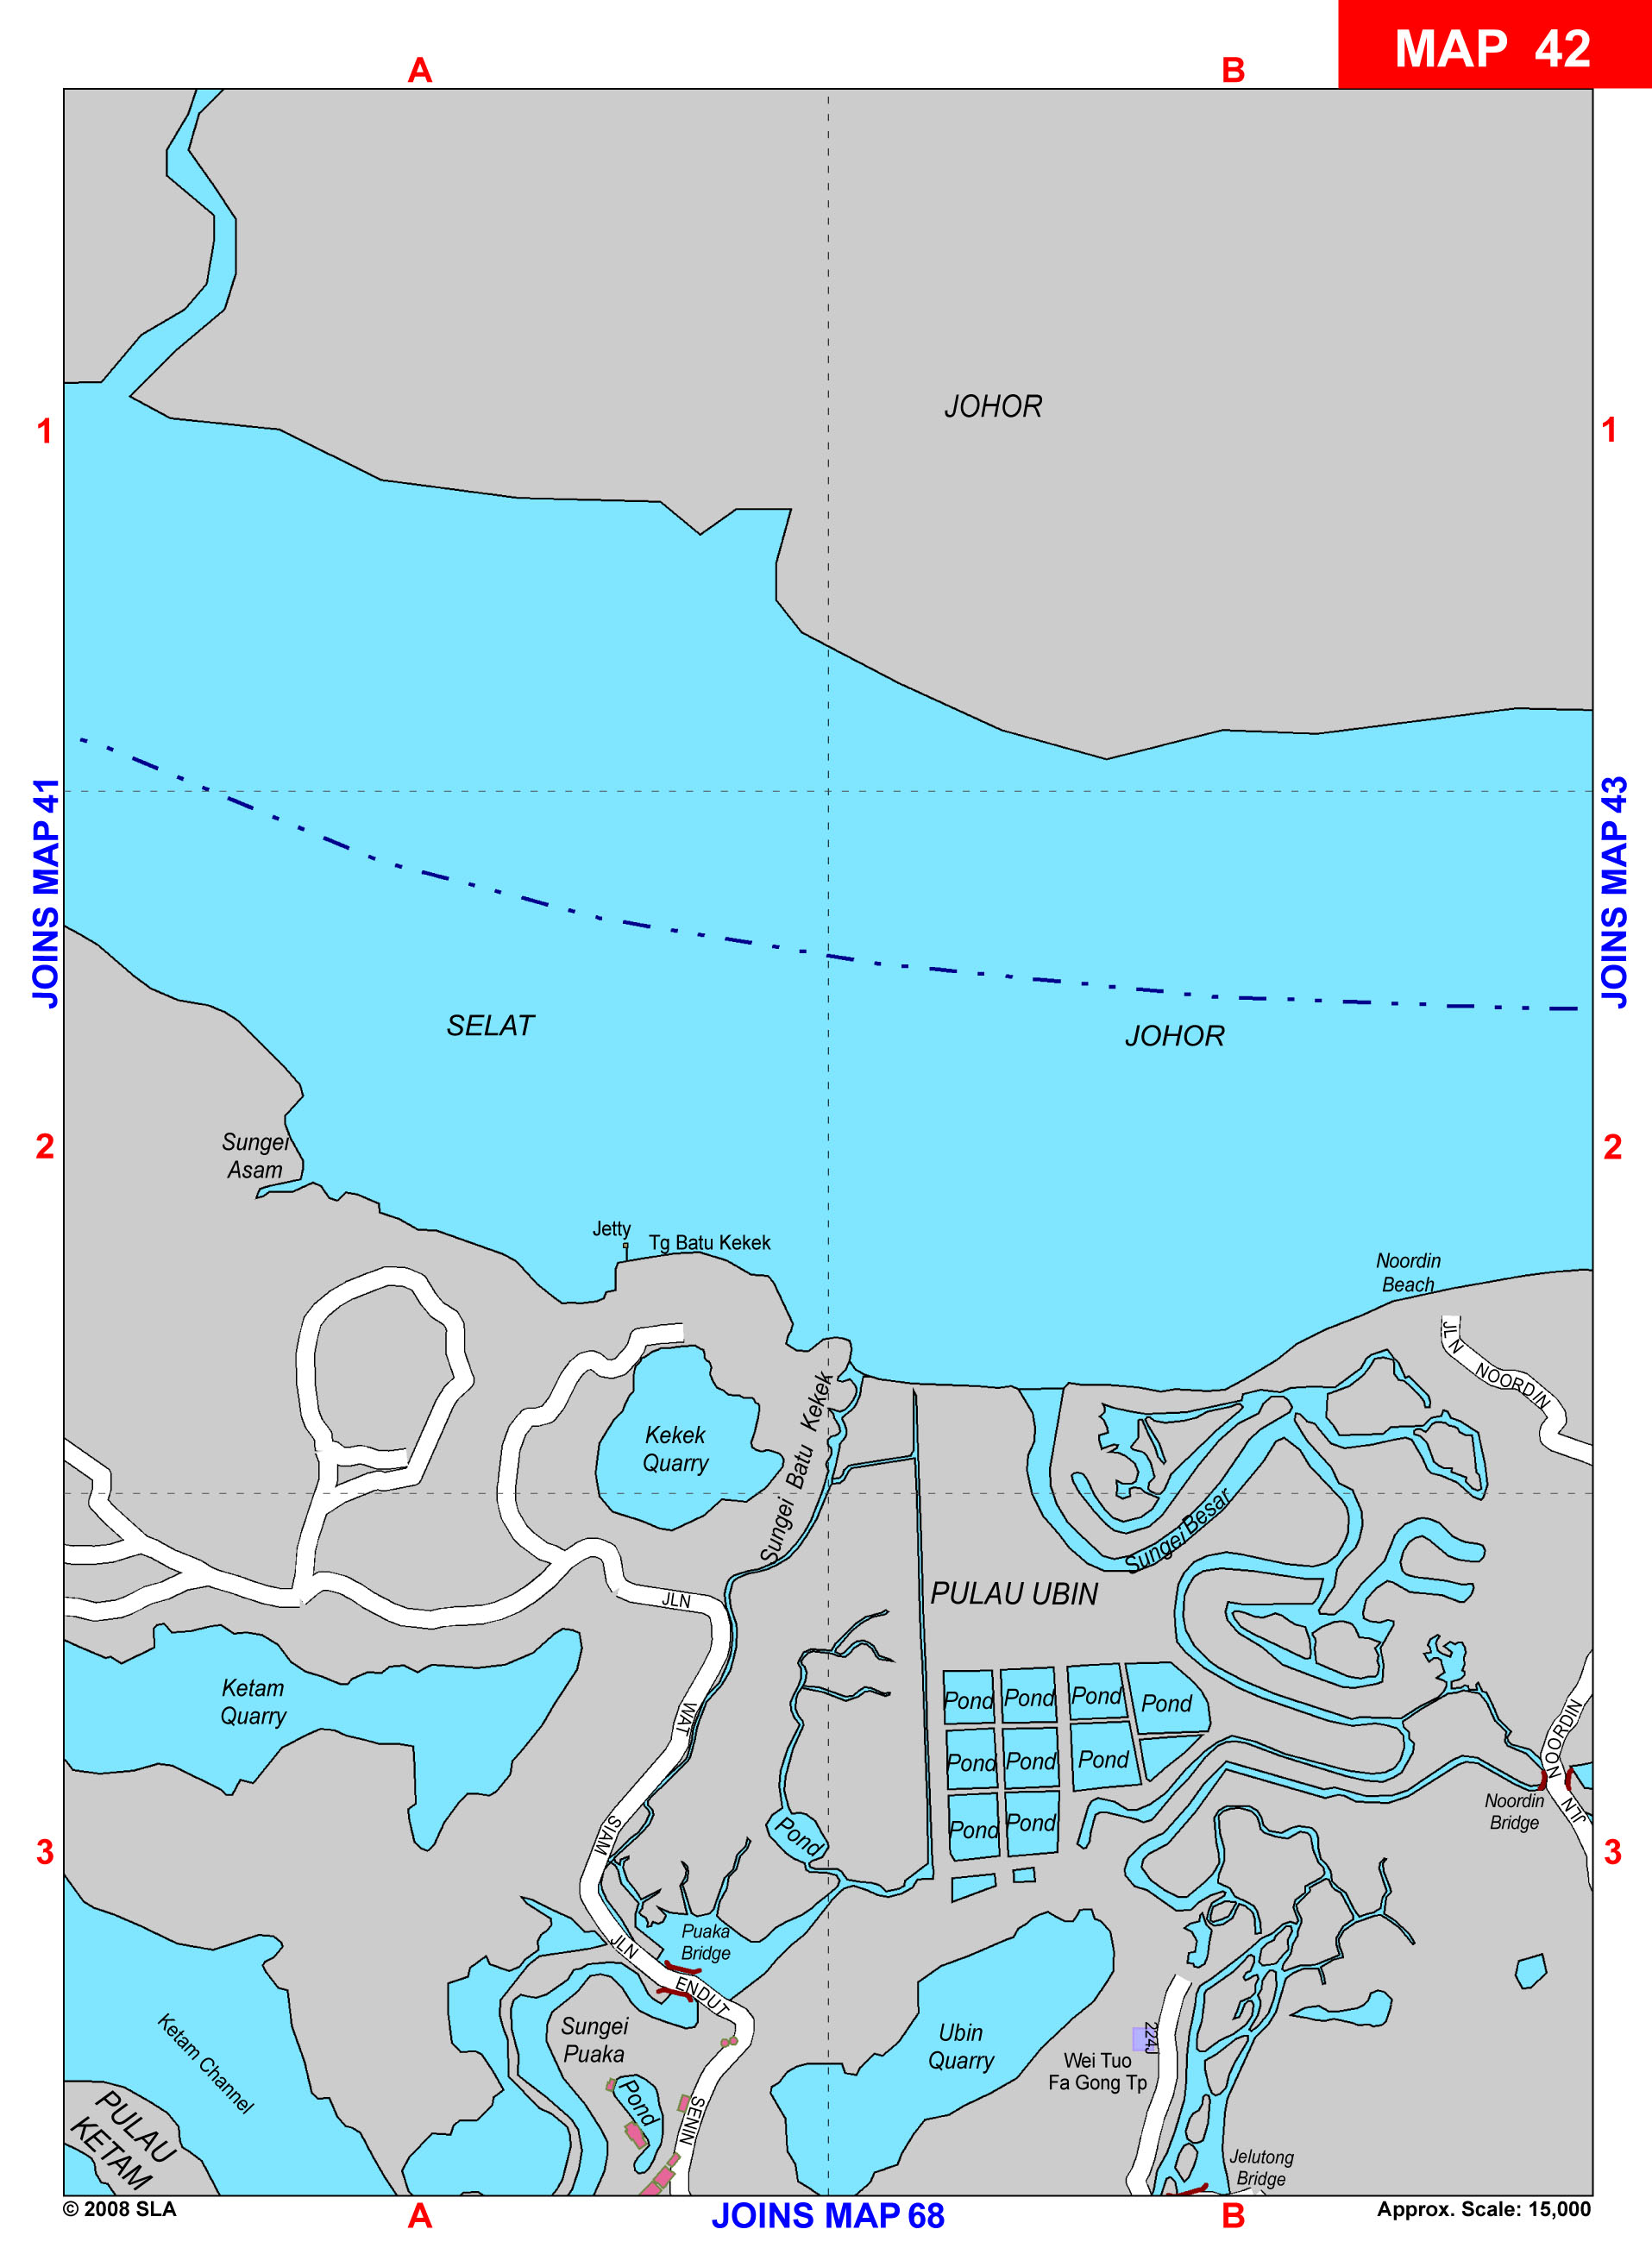 MAP 42
A
B
JOHOR
1
1
JOINS MAP 41
JOINS MAP 43
SELAT
JOHOR
2
2
Sungei
Asam
Jetty
Tg Batu Kekek
Noordin
Beach
JLN NOORDIN
Kekek
Quarry
Sungei Batu Kekek
Sungei Besar
PULAU UBIN
JLN
WAT
SIAM
Ketam
Quarry
Pond
Pond
Pond
Pond
Pond
Pond
Pond
Pond
Pond
Pond
JLN NOORDIN
Noordin
Bridge
3
3
Puaka
Bridge
JLN
ENDUT
SENIN
Sungei
Puaka
Pond
Ubin
Quarry
224J
Wei Tuo
Fa Gong Tp
Ketam Channel
PULAU
KETAM
Jelutong
Bridge
© 2008 SLA
A
JOINS MAP 68
B
Approx. Scale: 15,000